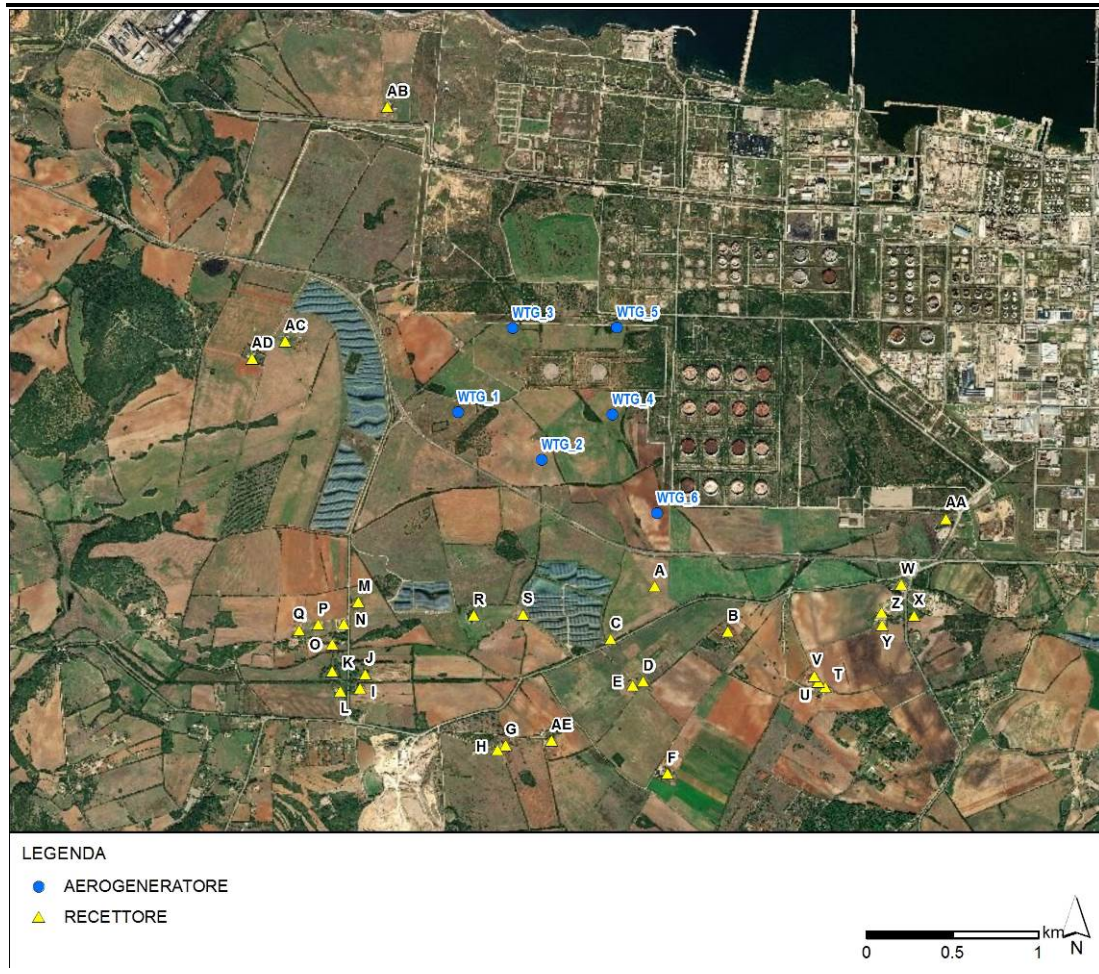 AB
WTG_3
WTG_5
AC
AD
WTG_1
WTG_4
WTG_2
WTG_6
AA
A
W
M
R
S
Z
X
Q
P
N
C
B
Y
O
K
J
D
V
T
E
L
I
U
G
AE
H
F
LEGENDA
AEROGENERATORE
RECETTORE
km
N
0 0.5 1